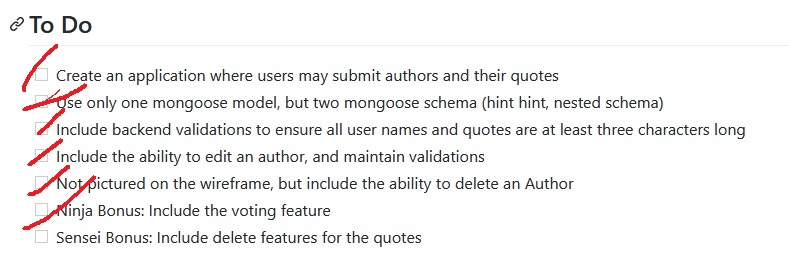 To Do
Create an application where users may submit authors and their quotes
Use only one mongoose model, but two mongoose schema (hint hint, nested schema)
Include backend validations to ensure all user names and quotes are at least three characters long
Include the ability to edit an author, and maintain validations
Not pictured on the wireframe, but include the ability to delete an Author
Ninja Bonus: Include the voting feature
Sensei Bonus: Include delete features for the quotes